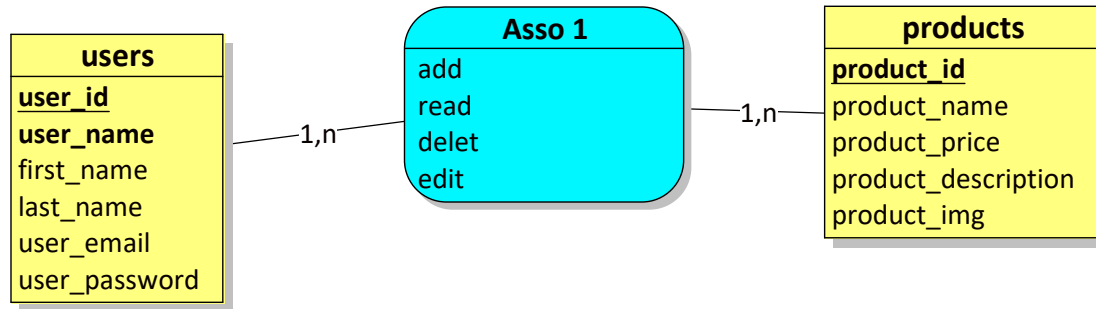 users
user_id
user_name
first_name
last_name
user_email
user_password
1,n
Asso 1
add
read
delet
edit
1,n
products
product_id
product_name
product_price
product_description
product_img